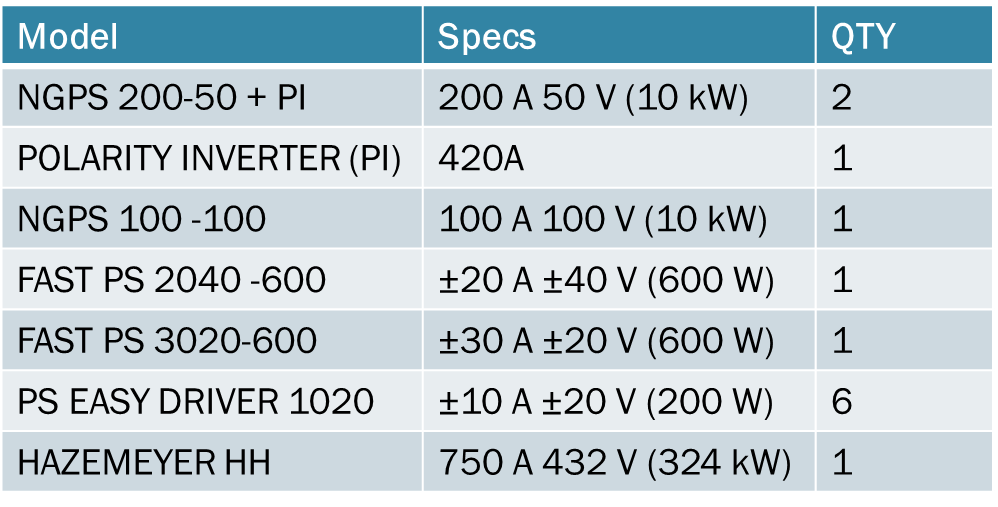 Model Specs QTY
NGPS 200-50 + PI 200 A 50 V (10 kW) 2
POLARITY INVERTER (PI) 420A 1
NGPS 100 -100 100 A 100 V (10 kW) 1
FAST PS 2040 -600 ±20 A ±40 V (600 W) 1
FAST PS 3020-600 ±30 A ±20 V (600 W) 1
PS EASY DRIVER 1020 ±10 A ±20 V (200 W) 6
HAZEMEYER HH 750 A 432 V (324 kW) 1